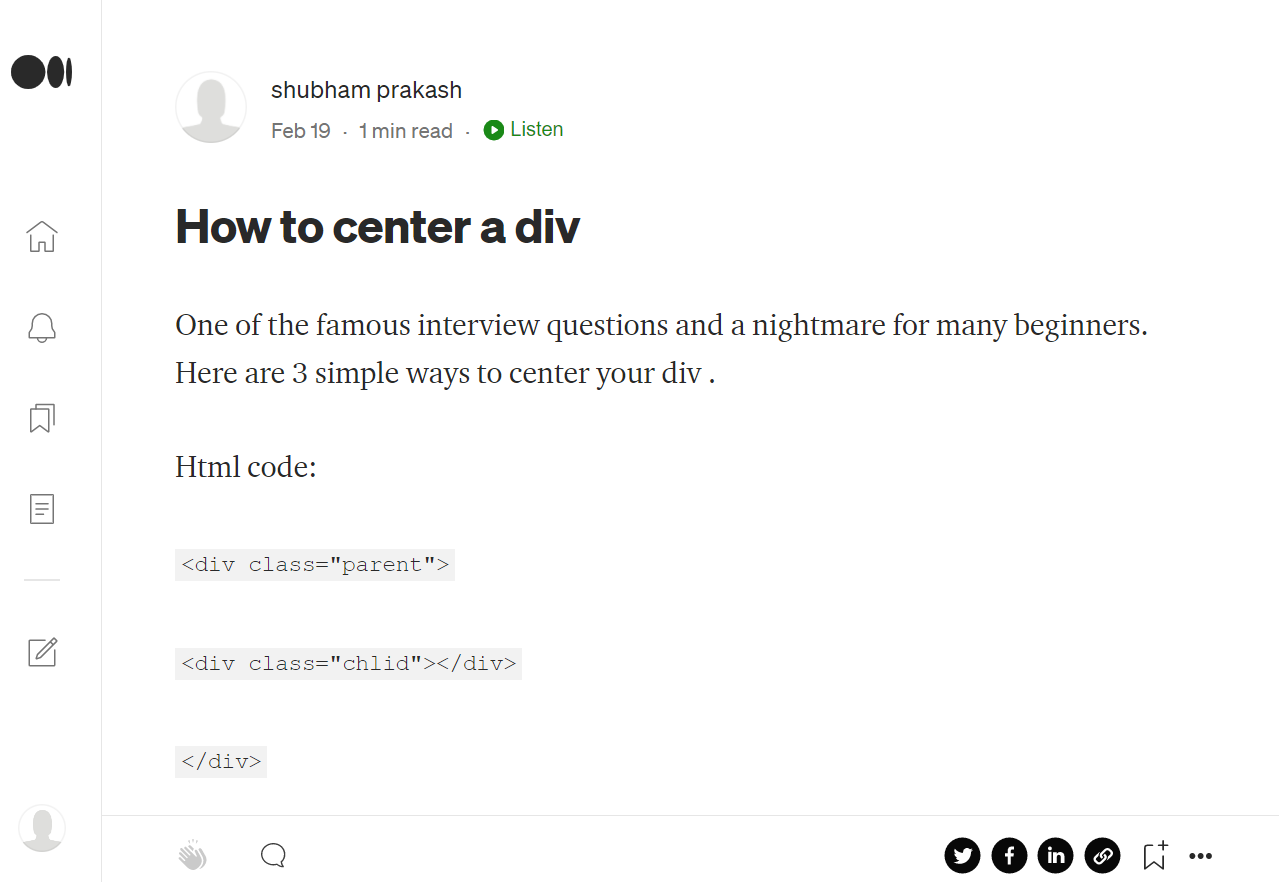 shubham prakash
Feb 19 · 1 min read · Listen
How to center a div
One of the famous interview questions and a nightmare for many beginners.
Here are 3 simple ways to center your div .
Html code:
<div class="parent">
<div class="chlid"></div>
</div>